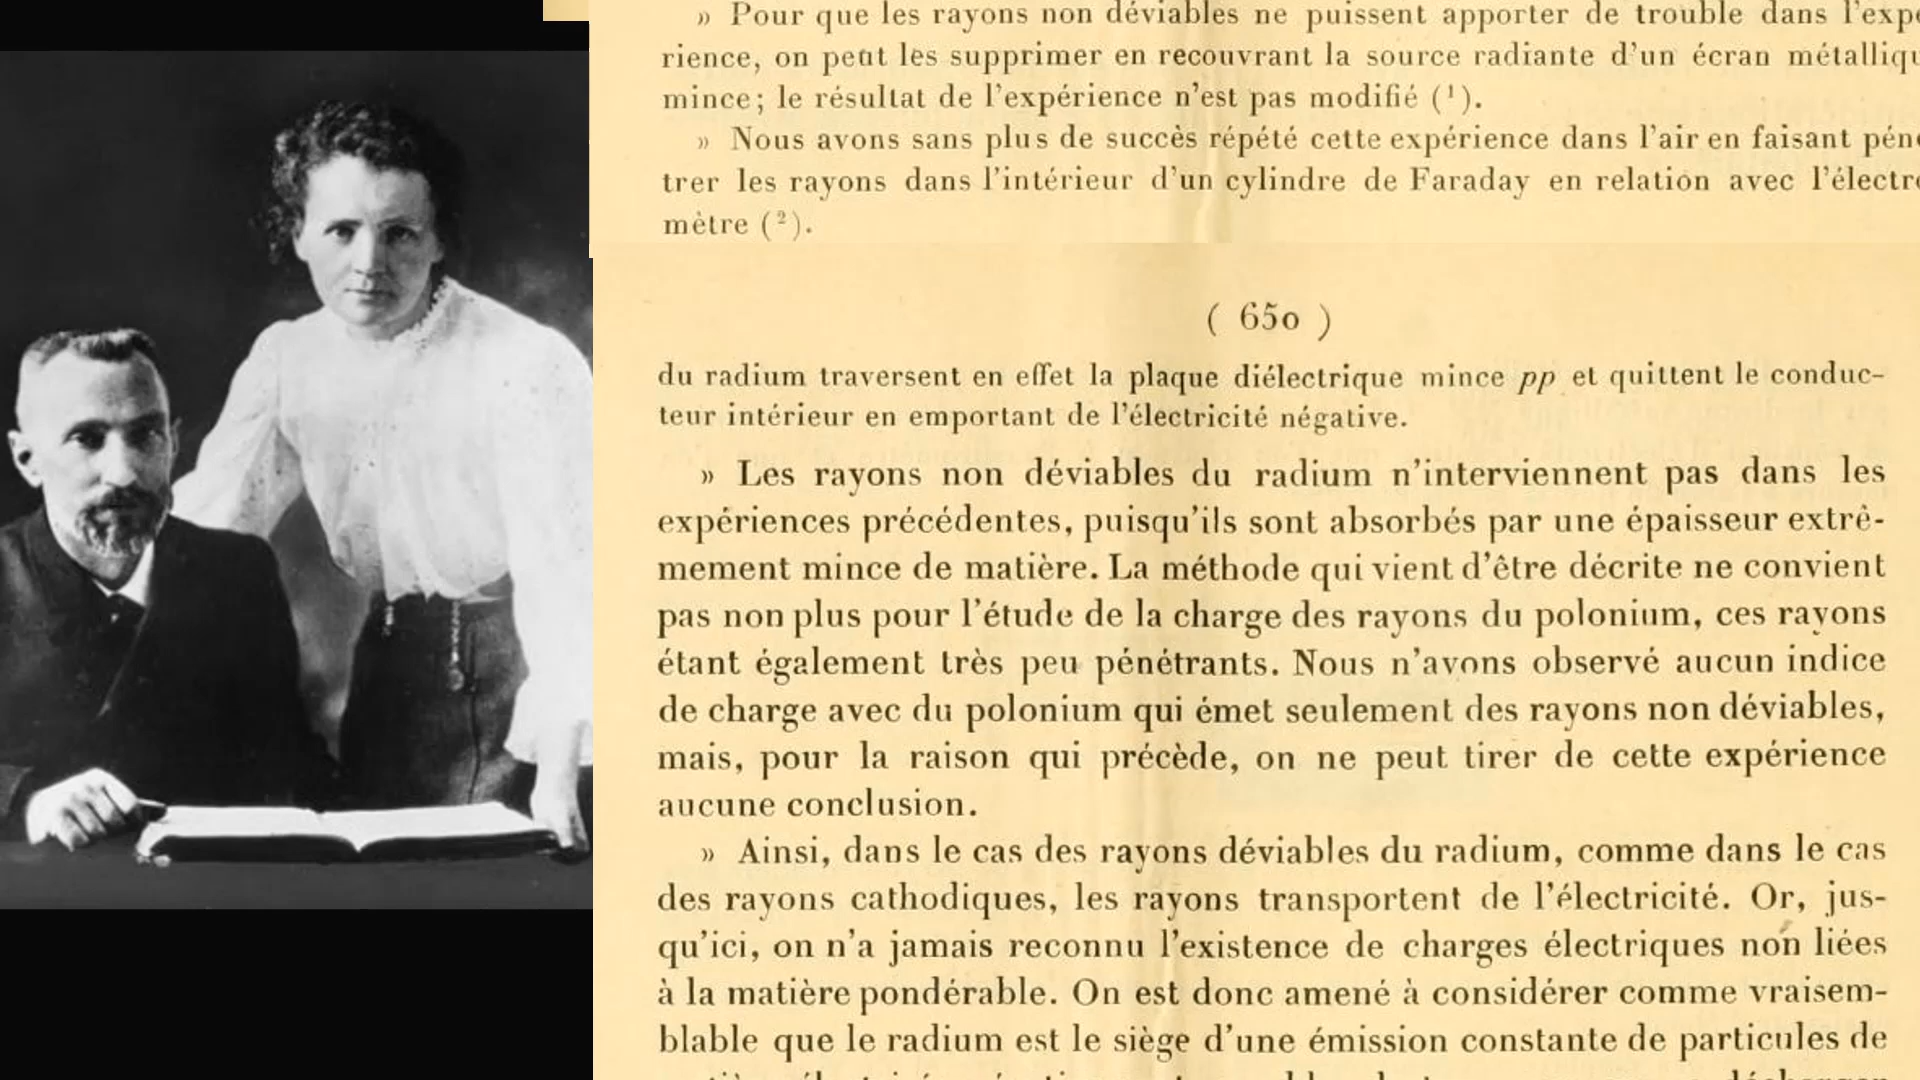 » Pour que les rayons non déviables ne puissent apporter de trouble dans l'expé
rience, on peut les supprimer en recouvrant la source radiante d'un écran métalliqu
mince; le résultat de l'expérience n'est pas modifié (¹).
» Nous avons sans plus de succès répété cette expérience dans l'air en faisant péné
trer les rayons dans l'intérieur d'un cylindre de Faraday en relation avec l'électro
mètre (²).
( 650 )
du radium traversent en effet la plaque diélectrique mince pp et quittent le conduc-
teur intérieur en emportant de l'électricité négative.
» Les rayons non déviables du radium n'interviennent pas dans les
expériences précédentes, puisqu'ils sont absorbés par une épaisseur extrê-
mement mince de matière. La méthode qui vient d'être décrite ne convient
pas non plus pour l'étude de la charge des rayons du polonium, ces rayons
étant également très peu pénétrants. Nous n'avons observé aucun indice
de charge avec du polonium qui émet seulement des rayons non déviables,
mais, pour la raison qui précède, on ne peut tirer de cette expérience
aucune conclusion.
» Ainsi, dans le cas des rayons déviables du radium, comme dans le cas
des rayons cathodiques, les rayons transportent de l'électricité. Or, jus-
qu'ici, on n'a jamais reconnu l'existence de charges électriques non liées
à la matière pondérable. On est donc amené à considérer comme vraisem-
blable que le radium est le siège d'une émission constante de particules de